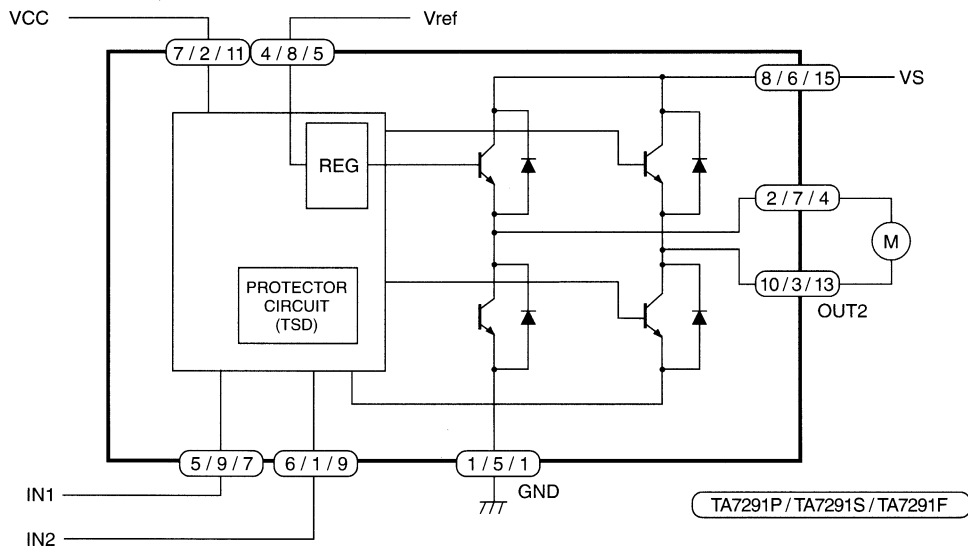 VCC
Vref
7 / 2 / 11
4 / 8 / 5
8 / 6 / 15
VS
REG
2 / 7 / 4
M
PROTECTOR
CIRCUIT
(TSD)
10 / 3 / 13
OUT2
5 / 9 / 7
6 / 1 / 9
1 / 5 / 1
GND
IN1
IN2
TA7291P / TA7291S / TA7291F